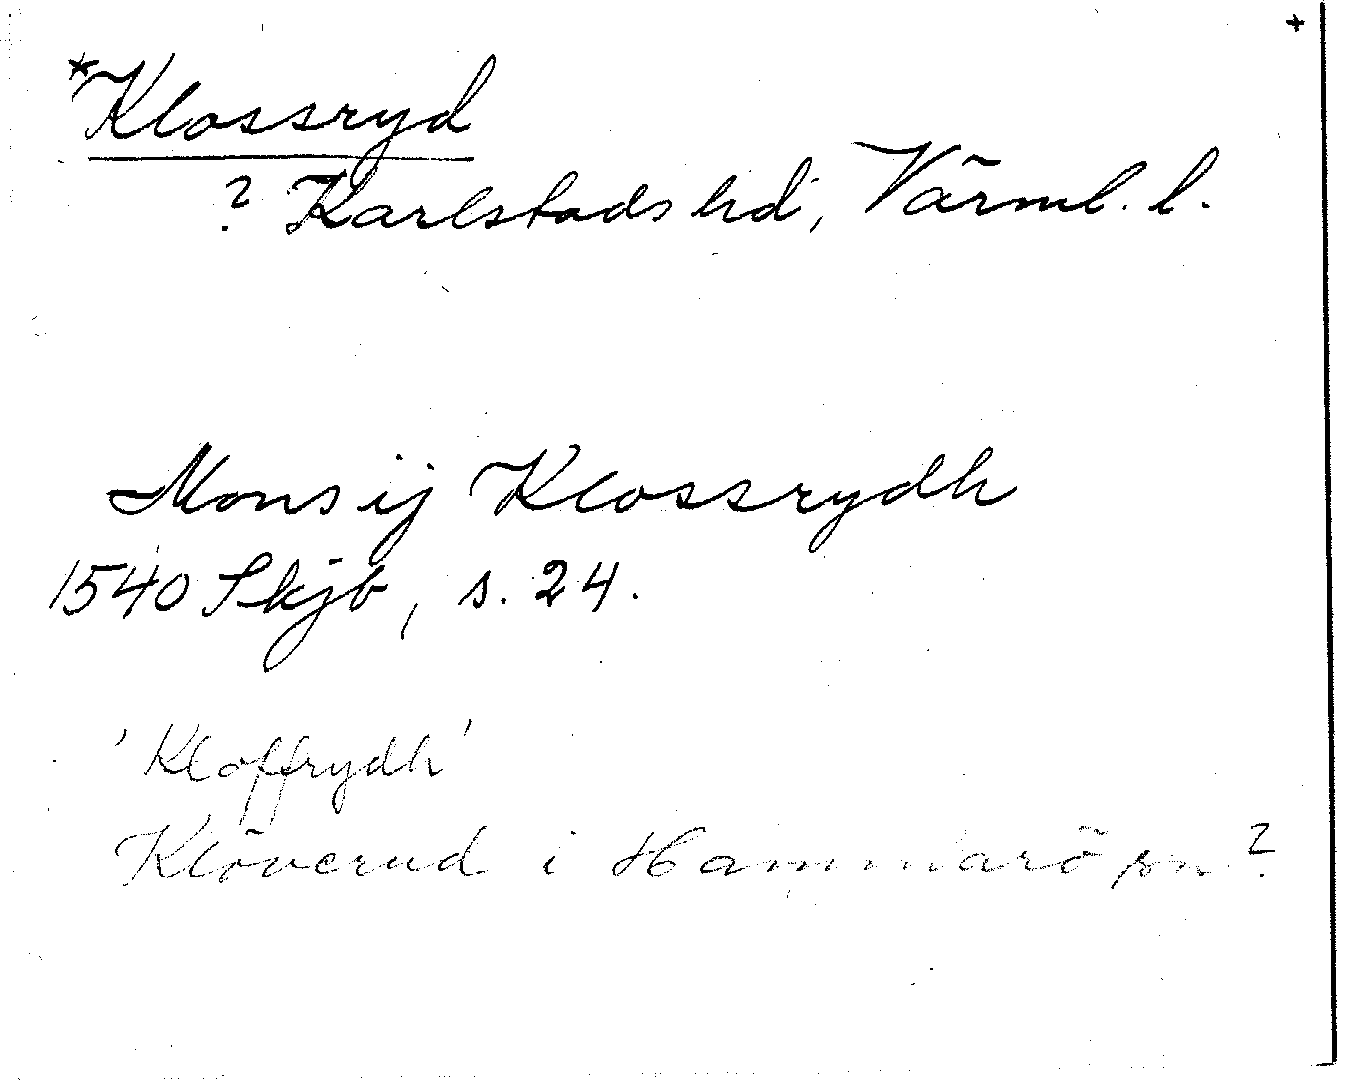 +
*Klossryd
? Karlstads hd, Värml. l.
Mons ij Klossrydh
1540 Skjb, s. 24.
'Kloffrydh'
Klöverud i Hammarö sn?